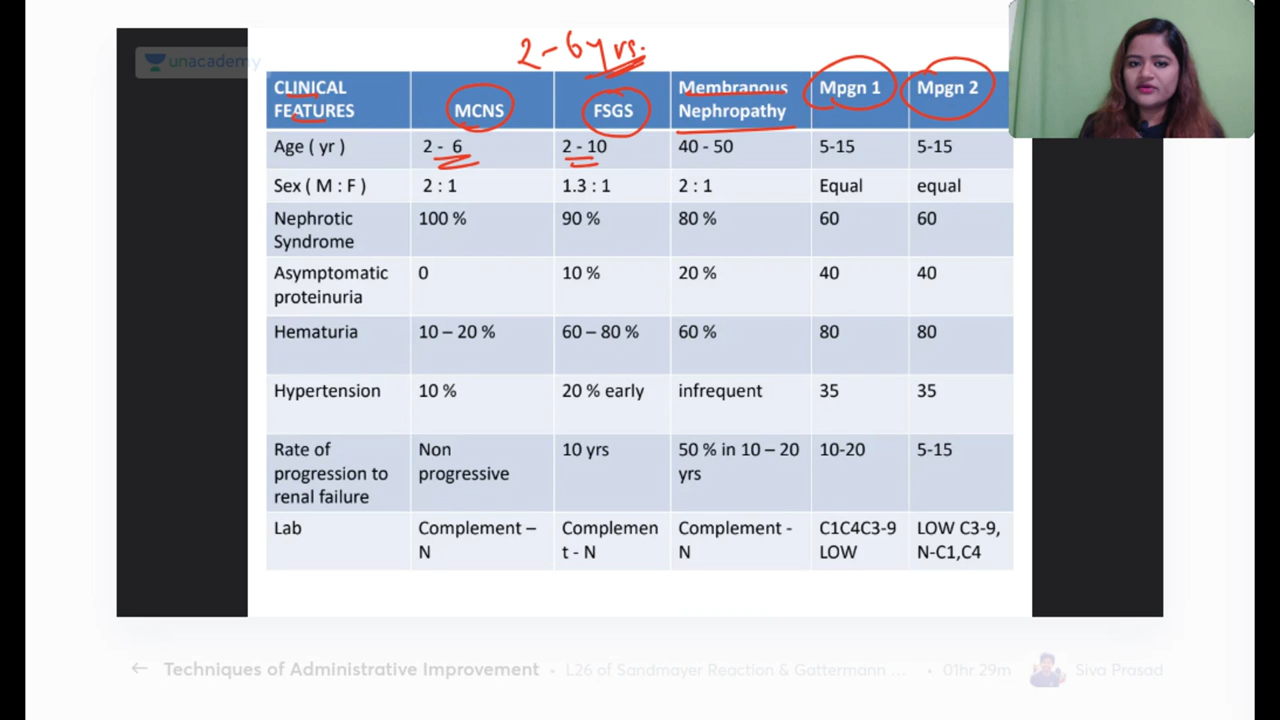 2-6yrs.
unacademy
CLINICAL
FEATURES
MCNS
FSGS
Membranous
Nephropathy
Mpgn 1
Mpgn 2
Age ( yr )
2 - 6
2 - 10
40 - 50
5-15
5-15
Sex ( M : F )
2 : 1
1.3 : 1
2 : 1
Equal
equal
Nephrotic
Syndrome
100 %
90 %
80 %
60
60
Asymptomatic
proteinuria
0
10 %
20 %
40
40
Hematuria
10 – 20 %
60 – 80 %
60 %
80
80
Hypertension
10 %
20 % early
infrequent
35
35
Rate of
progression to
renal failure
Non
progressive
10 yrs
50 % in 10 – 20
yrs
10-20
5-15
Lab
Complement –
N
Complemen
t - N
Complement -
N
C1C4C3-9
LOW
LOW C3-9,
N-C1,C4
Techniques of Administrative Improvement • L26 of Sandmayer Reaction & Gattermann ... • 01hr 29m Siva Prasad